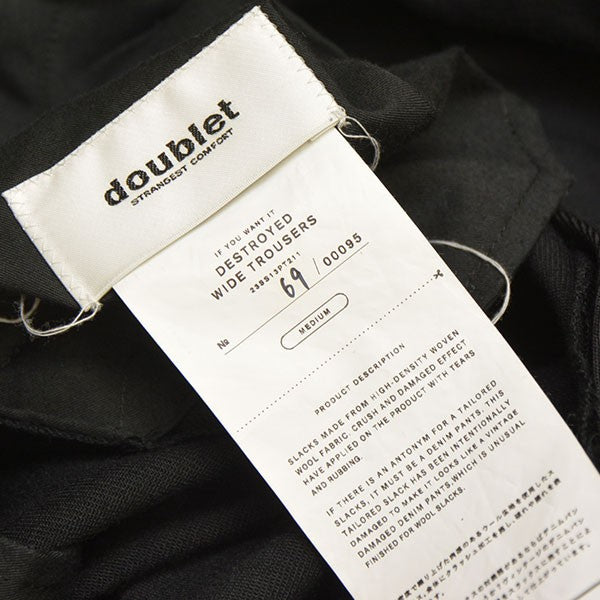 doublet
STRANGEST COMFORT
IF YOU WANT IT
DESTROYED
WIDE TROUSERS
23SS13PT211
№ 69 / 00095
MEDIUM
PRODUCT DESCRIPTION
SLACKS MADE FROM HIGH-DENSITY WOVEN
WOOL FABRIC, CRUSH AND DAMAGED EFFECT
HAVE APPLIED ON THE PRODUCT WITH TEARS
AND RUBBING.
IF THERE IS AN ANTONYM FOR A TAILORED
SLACKS, IT MUST BE A DENIM PANTS, THIS
TAILORED SLACK HAS BEEN INTENTIONALLY
DAMAGED TO MAKE IT LOOK LIKE A VINTAGE
DAMAGED DENIM PANTS, WHICH IS UNUSUAL
FINISHED FOR WOOL SLACKS.